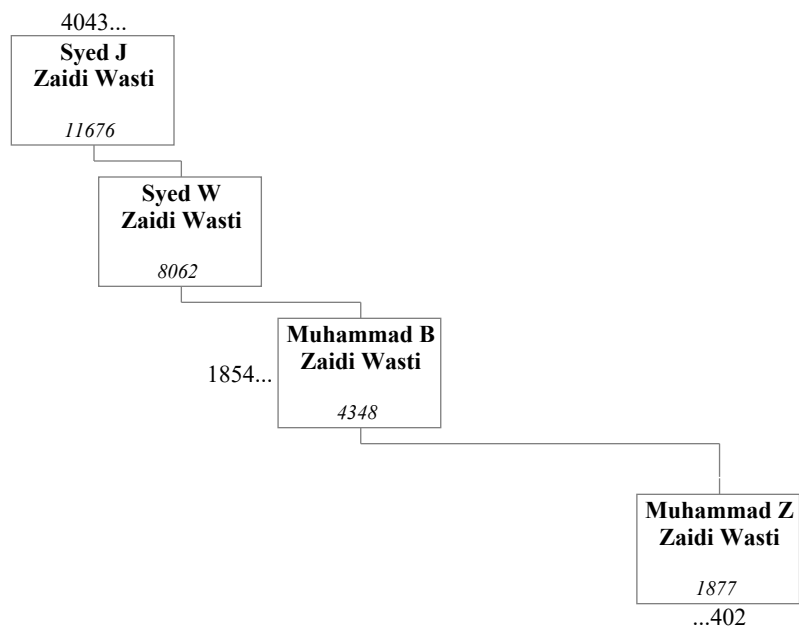 4043...
Syed J
Zaidi Wasti
11676
Syed W
Zaidi Wasti
8062
Muhammad B
Zaidi Wasti
1854...
4348
Muhammad Z
Zaidi Wasti
1877
...402